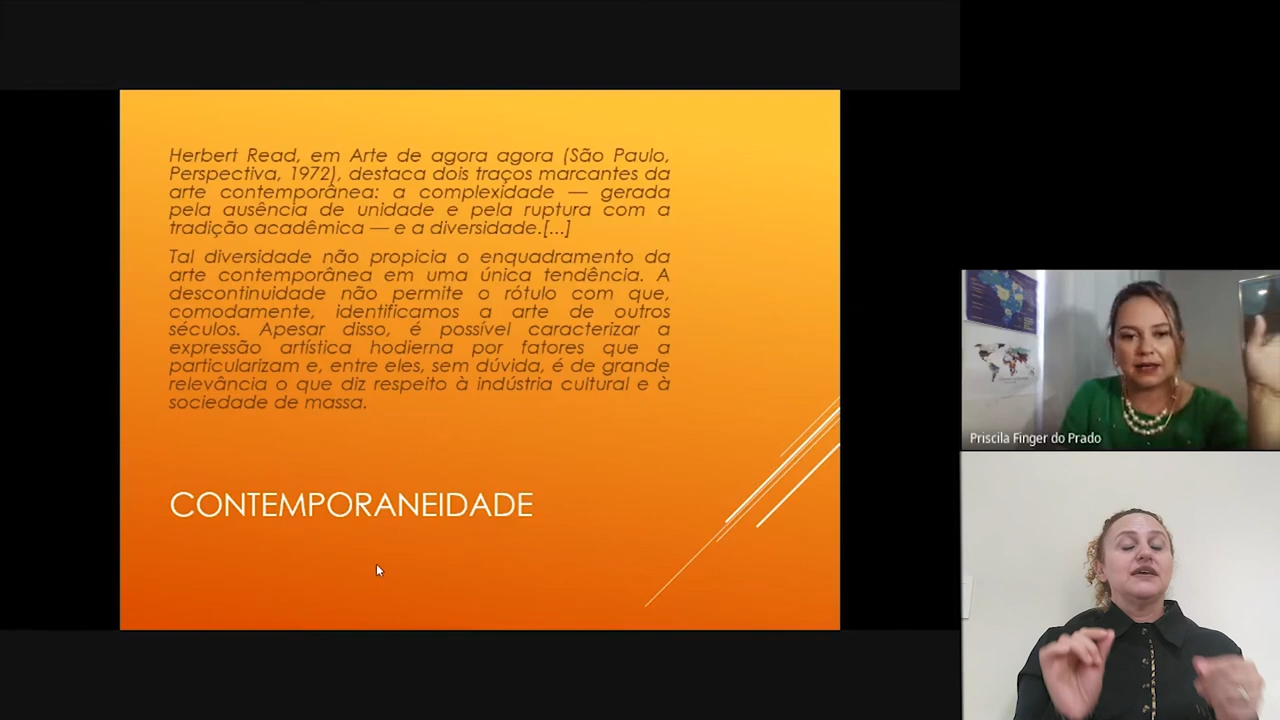 Herbert Read, em Arte de agora agora (São Paulo,
Perspectiva, 1972), destaca dois traços marcantes da
arte contemporânea: a complexidade — gerada
pela ausência de unidade e pela ruptura com a
tradição acadêmica — e a diversidade.[...]
Tal diversidade não propicia o enquadramento da
arte contemporânea em uma única tendência. A
descontinuidade não permite o rótulo com que,
comodamente, identificamos a arte de outros
séculos. Apesar disso, é possível caracterizar a
expressão artística hodierna por fatores que a
particularizam e, entre eles, sem dúvida, é de grande
relevância o que diz respeito à indústria cultural e à
sociedade de massa.
CONTEMPORANEIDADE
Priscila Finger do Prado